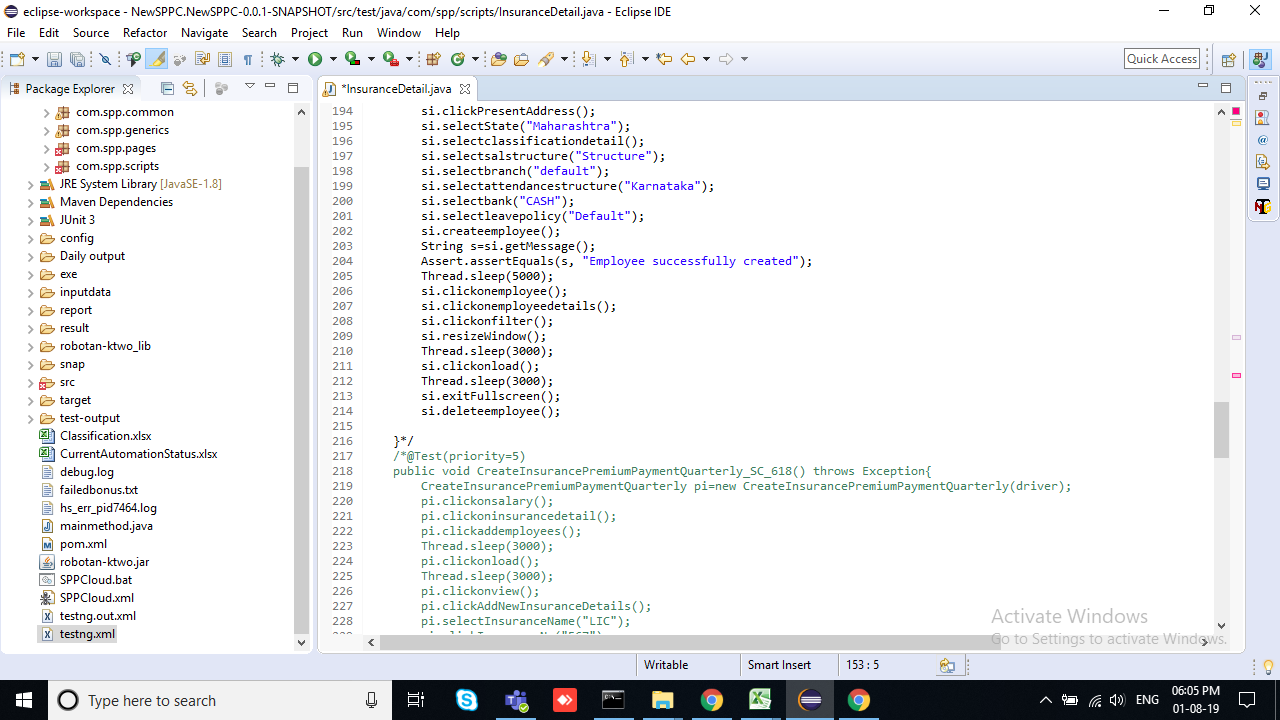 eclipse-workspace - NewSPPC.NewSPPC-0.0.1-SNAPSHOT/src/test/java/com/spp/scripts/InsuranceDetail.java - Eclipse IDE
File Edit Source Refactor Navigate Search Project Run Window Help
Quick Access
Package Explorer
*InsuranceDetail.java
com.spp.common
com.spp.generics
com.spp.pages
com.spp.scripts
JRE System Library [JavaSE-1.8]
Maven Dependencies
JUnit 3
config
Daily output
exe
inputdata
report
result
robotan-ktwo_lib
snap
src
target
test-output
Classification.xlsx
CurrentAutomationStatus.xlsx
debug.log
failedbonus.txt
hs_err_pid7464.log
mainmethod.java
pom.xml
robotan-ktwo.jar
SPPCloud.bat
SPPCloud.xml
testng.out.xml
testng.xml
194 si.clickPresentAddress();
195 si.selectState("Maharashtra");
196 si.selectclassificationdetail();
197 si.selectsalstructure("Structure");
198 si.selectbranch("default");
199 si.selectattendancestructure("Karnataka");
200 si.selectbank("CASH");
201 si.selectleavepolicy("Default");
202 si.createemployee();
203 String s=si.getMessage();
204 Assert.assertEquals(s, "Employee successfully created");
205 Thread.sleep(5000);
206 si.clickonemployee();
207 si.clickonemployeedetails();
208 si.clickonfilter();
209 si.resizeWindow();
210 Thread.sleep(3000);
211 si.clickonload();
212 Thread.sleep(3000);
213 si.exitFullscreen();
214 si.deleteemployee();
215
216 }*/
217 /*@Test(priority=5)
218 public void CreateInsurancePremiumPaymentQuarterly_SC_618() throws Exception{
219 CreateInsurancePremiumPaymentQuarterly pi=new CreateInsurancePremiumPaymentQuarterly(driver);
220 pi.clickonsalary();
221 pi.clickoninsurancedetail();
222 pi.clickaddemployees();
223 Thread.sleep(3000);
224 pi.clickonload();
225 Thread.sleep(3000);
226 pi.clickonview();
227 pi.clickAddNewInsuranceDetails();
228 pi.selectInsuranceName("LIC");
Activate Windows
Go to Settings to activate Windows.
Writable Smart Insert 153 : 5
Type here to search
ENG
06:05 PM
01-08-19